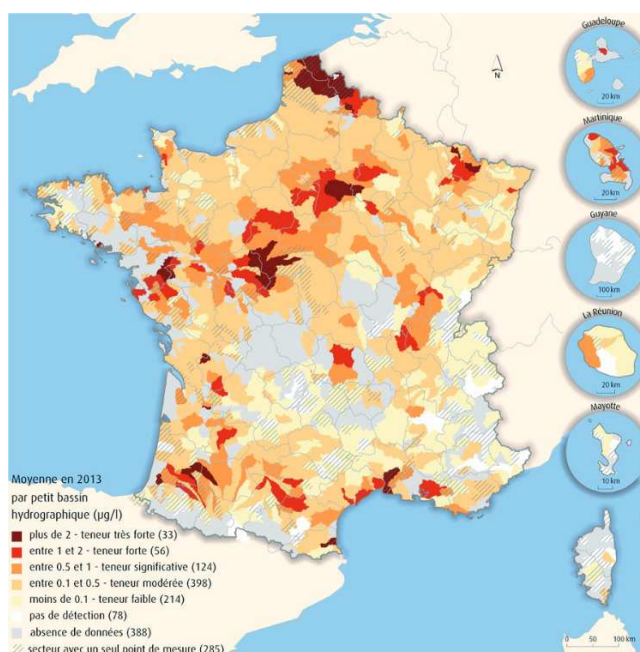 Guadeloupe
20 km
Martinique
20 km
Guyane
100 km
La Réunion
20 km
Mayotte
10 km
N
Moyenne en 2013
par petit bassin
hydrographique (µg/l)
plus de 2 - teneur très forte (33)
entre 1 et 2 - teneur forte (56)
entre 0.5 et 1 - teneur significative (124)
entre 0.1 et 0.5 - teneur modérée (398)
moins de 0.1 - teneur faible (214)
pas de détection (78)
absence de données (388)
secteur avec un seul point de mesure (285)
0 50 100 km